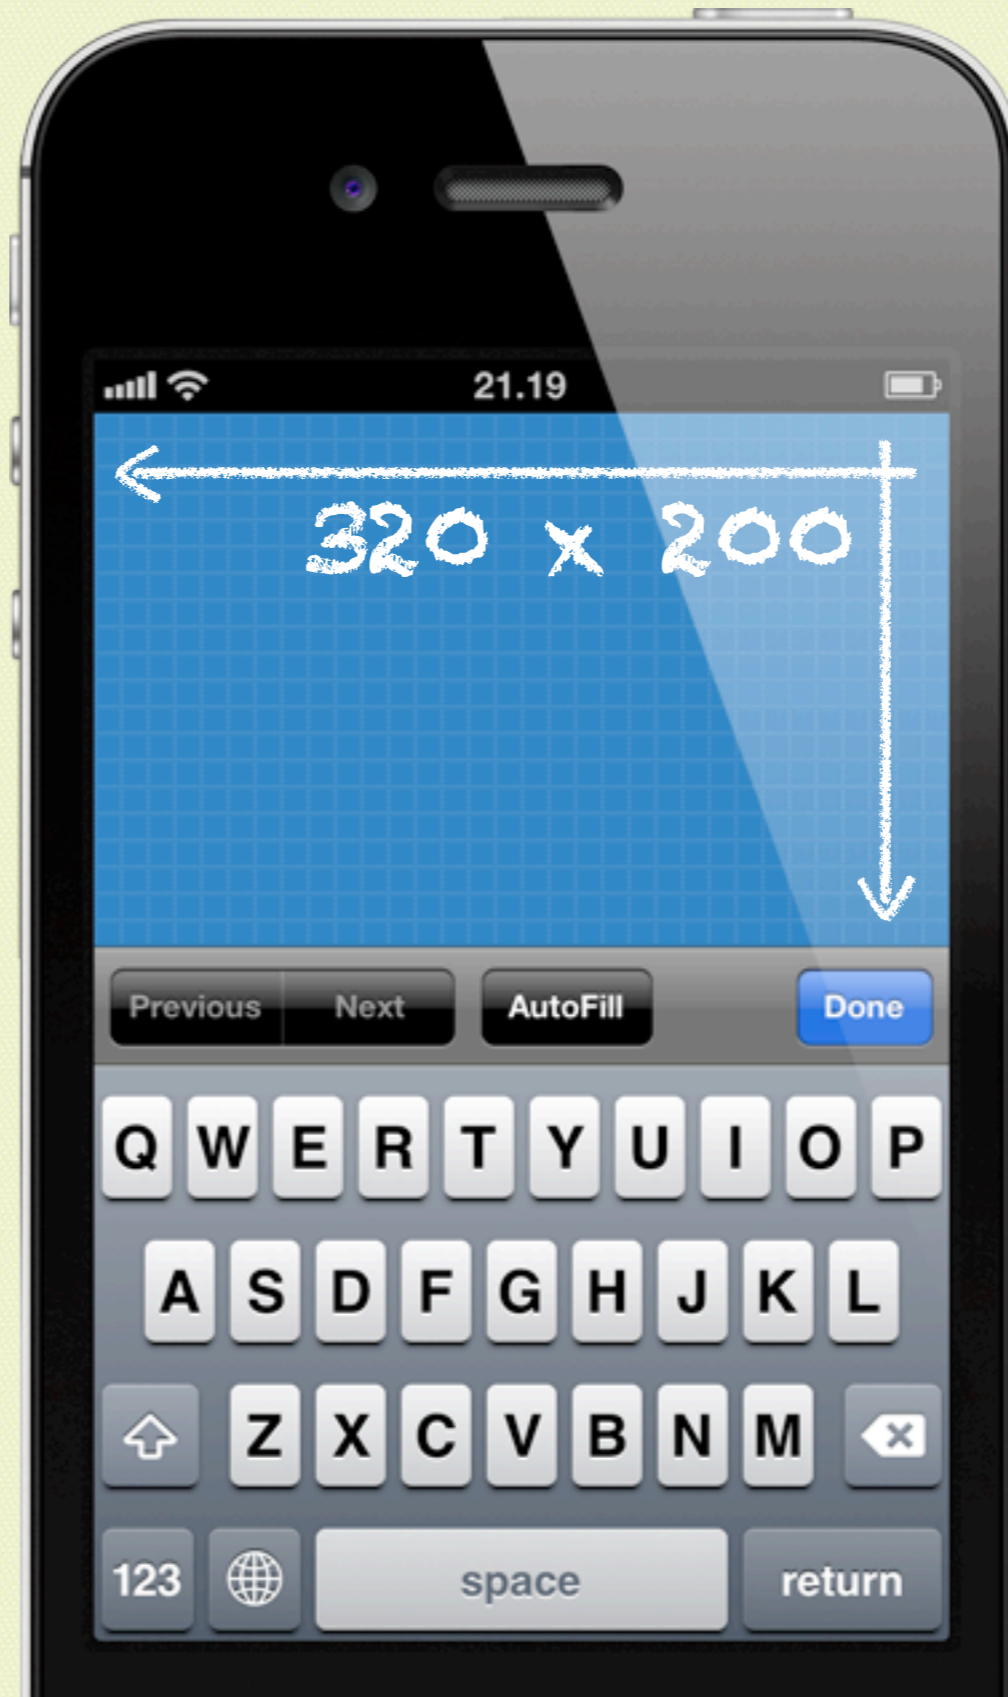 21.19
320 x 200
Previous Next AutoFill Done
Q W E R T Y U I O P
A S D F G H J K L
Z X C V B N M
123 space return